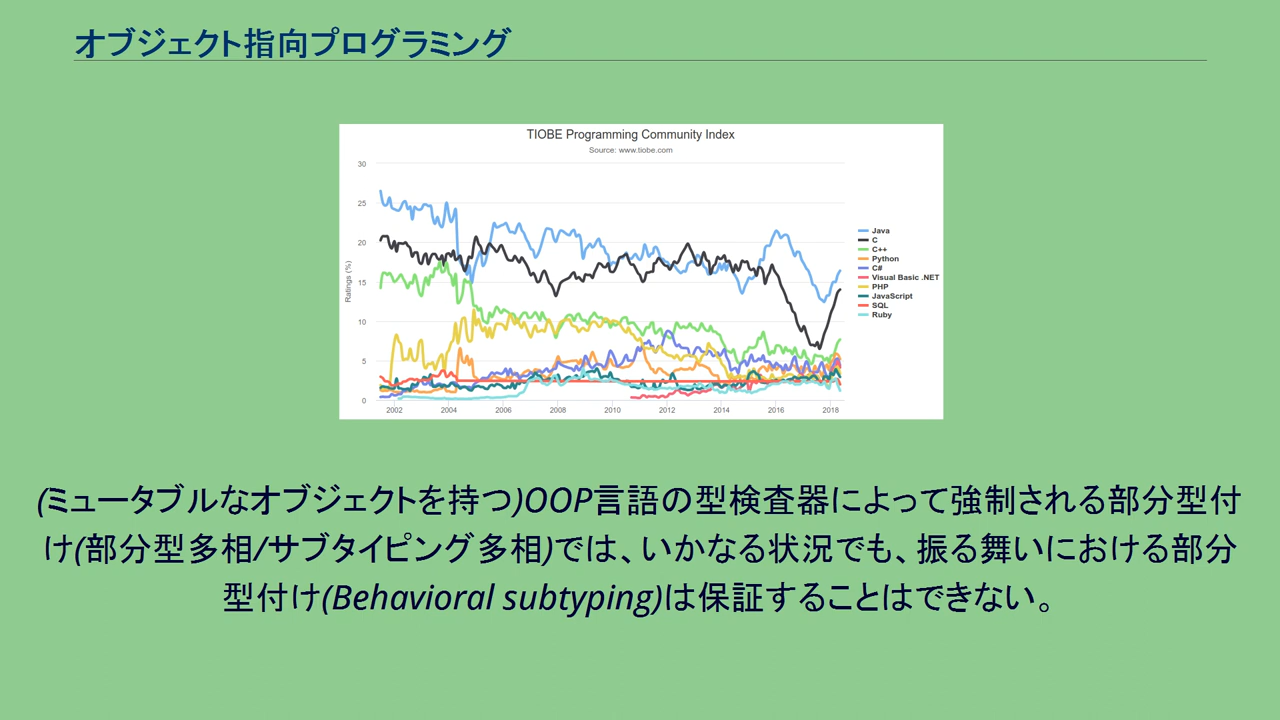 オブジェクト指向プログラミング
TIOBE Programming Community Index
Source: www.tiobe.com
Ratings (%)
30
25
20
15
10
5
0
2002 2004 2006 2008 2010 2012 2014 2016 2018
Java
C
C++
Python
C#
Visual Basic .NET
PHP
JavaScript
SQL
Ruby
(ミュータブルなオブジェクトを持つ)OOP言語の型検査器によって強制される部分型付
け(部分型多相/サブタイピング多相)では、いかなる状況でも、振る舞いにおける部分
型付け(Behavioral subtyping)は保証することはできない。